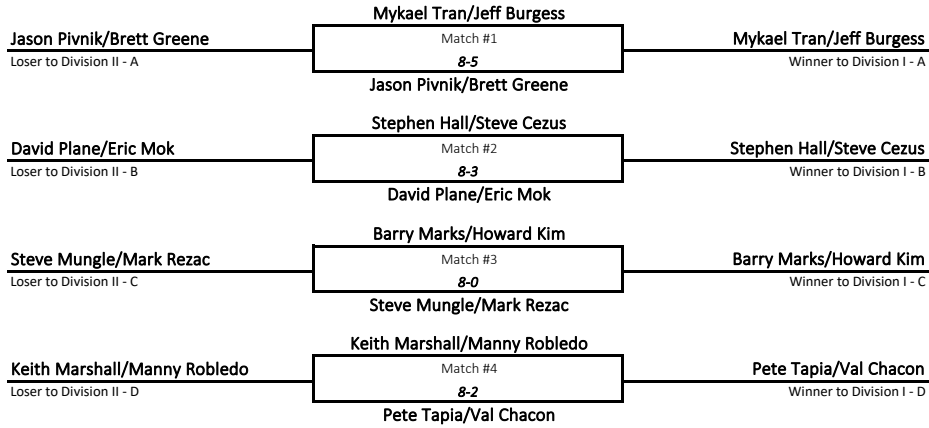 Mykael Tran/Jeff Burgess
Jason Pivnik/Brett Greene Match #1 Mykael Tran/Jeff Burgess
Loser to Division II - A 8-5 Winner to Division I - A
Jason Pivnik/Brett Greene
Stephen Hall/Steve Cezus
David Plane/Eric Mok Match #2 Stephen Hall/Steve Cezus
Loser to Division II - B 8-3 Winner to Division I - B
David Plane/Eric Mok
Barry Marks/Howard Kim
Steve Mungle/Mark Rezac Match #3 Barry Marks/Howard Kim
Loser to Division II - C 8-0 Winner to Division I - C
Steve Mungle/Mark Rezac
Keith Marshall/Manny Robledo
Keith Marshall/Manny Robledo Match #4 Pete Tapia/Val Chacon
Loser to Division II - D 8-2 Winner to Division I - D
Pete Tapia/Val Chacon